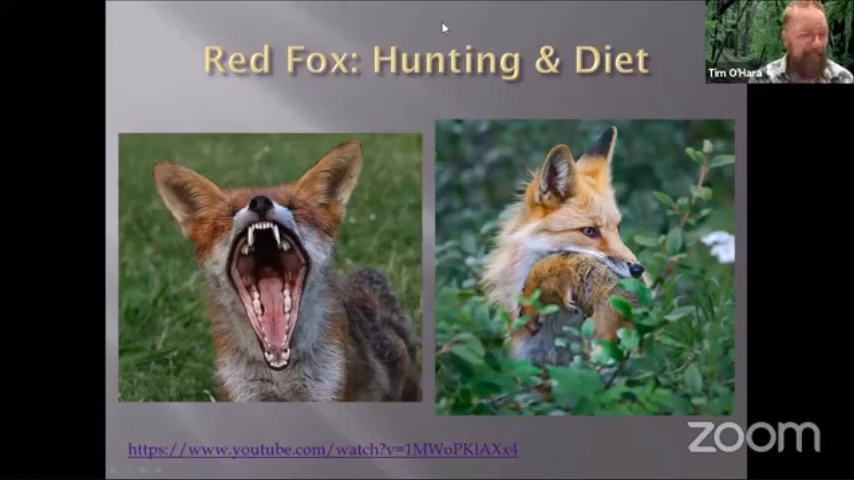 Red Fox: Hunting & Diet
Tim O'Hara
https://www.youtube.com/watch?v=1MWoPKlAXx4
zoom